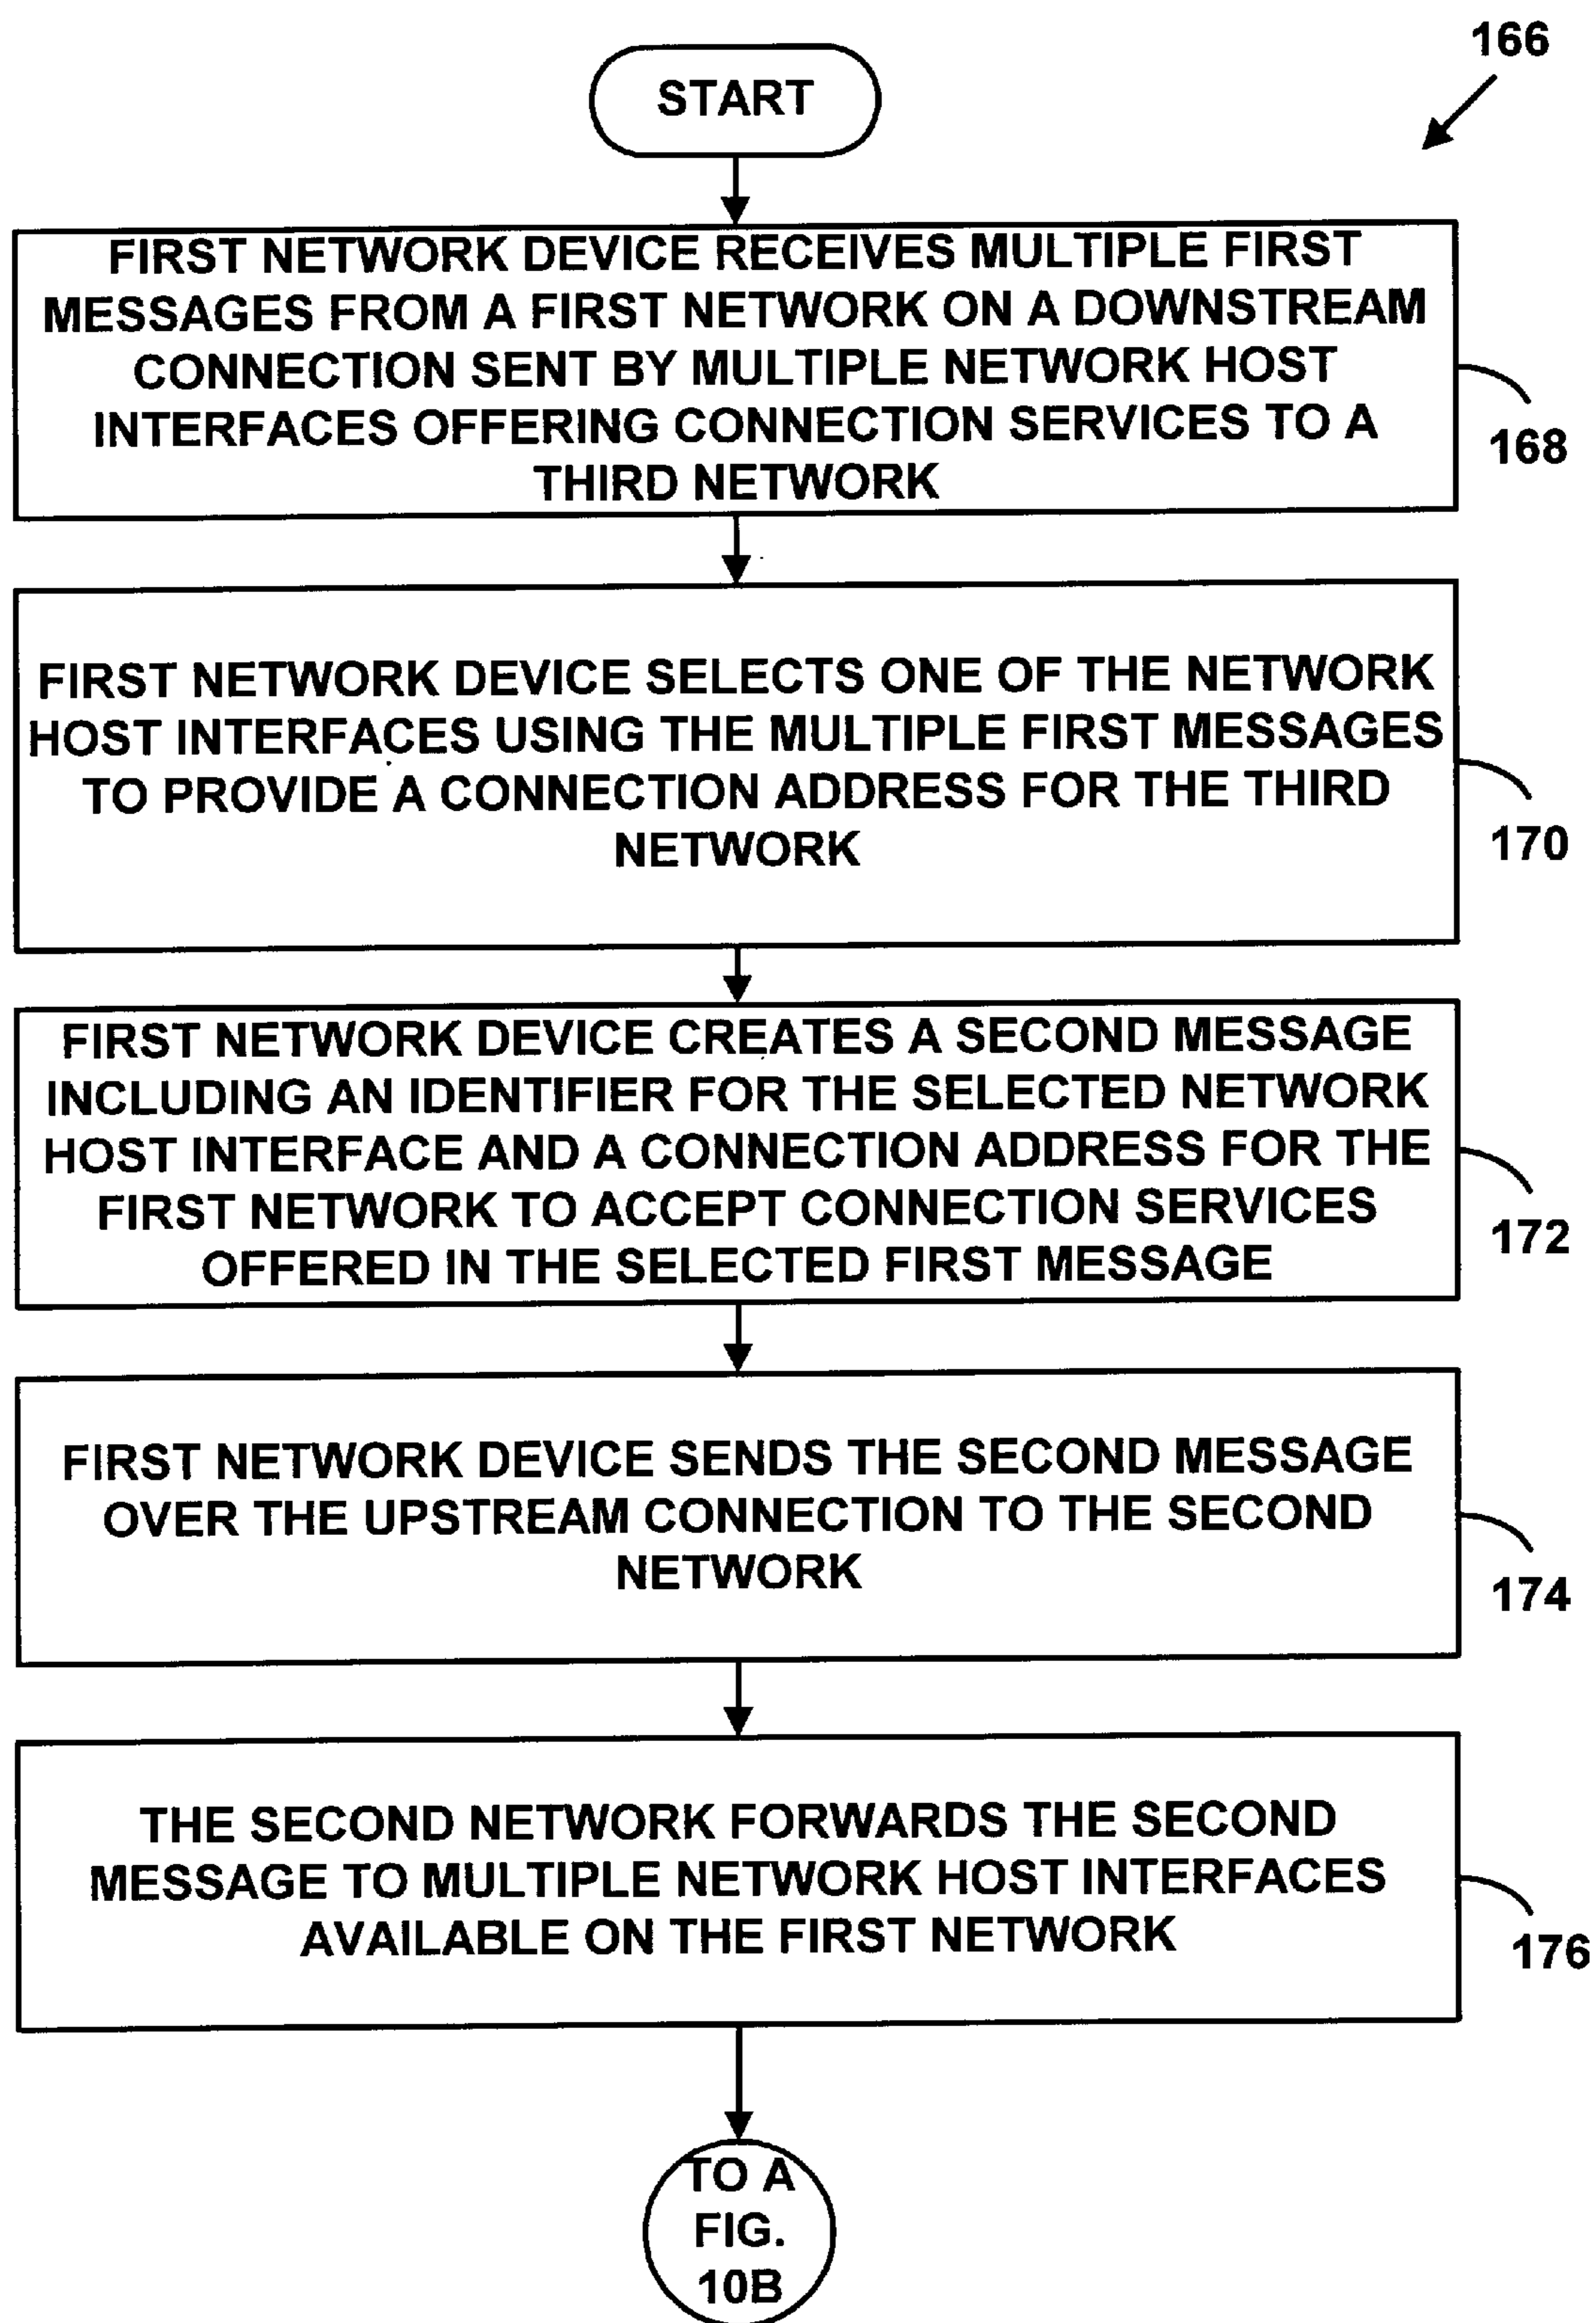 166
START
FIRST NETWORK DEVICE RECEIVES MULTIPLE FIRST
MESSAGES FROM A FIRST NETWORK ON A DOWNSTREAM
CONNECTION SENT BY MULTIPLE NETWORK HOST
INTERFACES OFFERING CONNECTION SERVICES TO A
THIRD NETWORK
168
FIRST NETWORK DEVICE SELECTS ONE OF THE NETWORK
HOST INTERFACES USING THE MULTIPLE FIRST MESSAGES
TO PROVIDE A CONNECTION ADDRESS FOR THE THIRD
NETWORK
170
FIRST NETWORK DEVICE CREATES A SECOND MESSAGE
INCLUDING AN IDENTIFIER FOR THE SELECTED NETWORK
HOST INTERFACE AND A CONNECTION ADDRESS FOR THE
FIRST NETWORK TO ACCEPT CONNECTION SERVICES
OFFERED IN THE SELECTED FIRST MESSAGE
172
FIRST NETWORK DEVICE SENDS THE SECOND MESSAGE
OVER THE UPSTREAM CONNECTION TO THE SECOND
NETWORK
174
THE SECOND NETWORK FORWARDS THE SECOND
MESSAGE TO MULTIPLE NETWORK HOST INTERFACES
AVAILABLE ON THE FIRST NETWORK
176
TO A
FIG.
10B